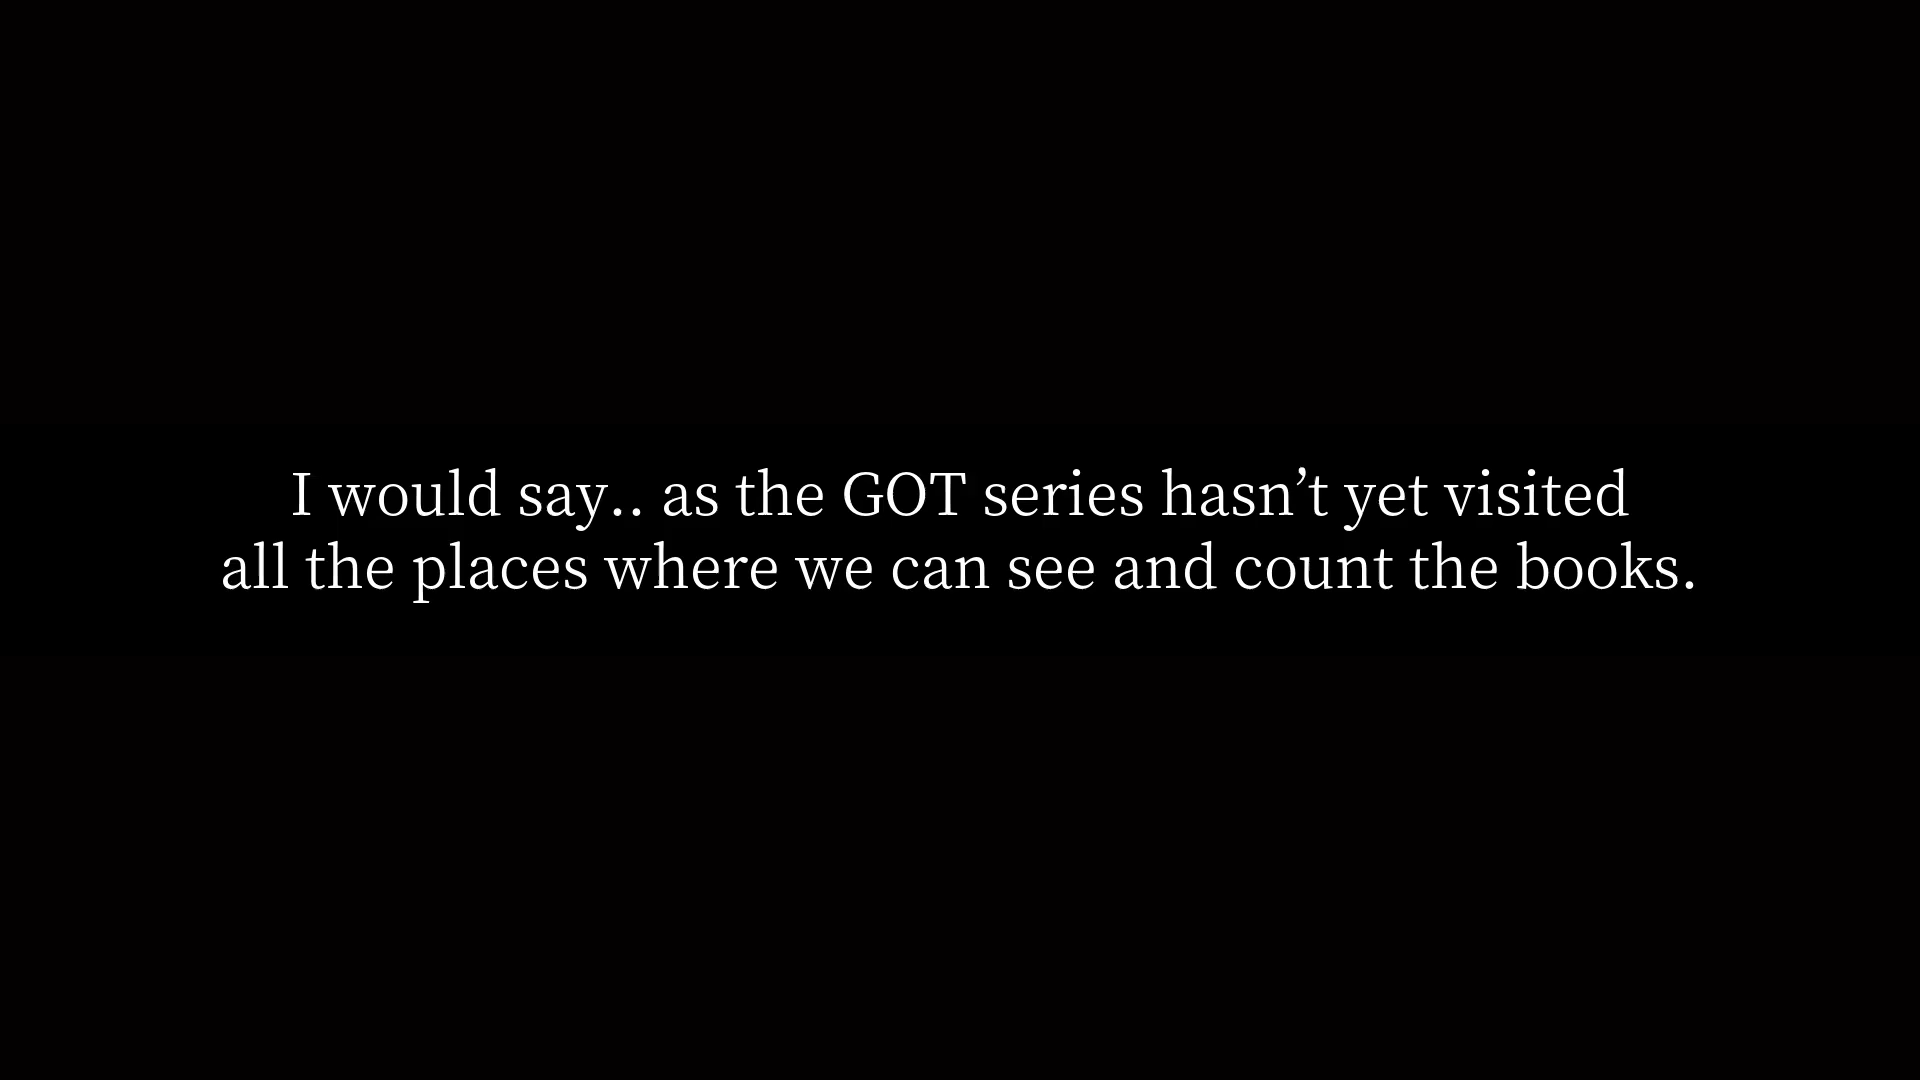 I would say.. as the GOT series hasn’t yet visited
all the places where we can see and count the books.